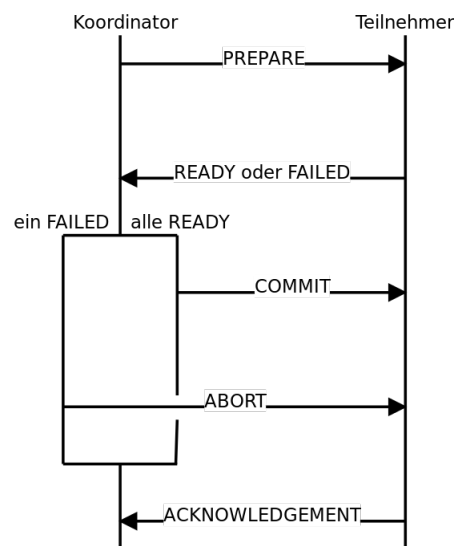 Koordinator
Teilnehmer
PREPARE
READY oder FAILED
ein FAILED
alle READY
COMMIT
ABORT
ACKNOWLEDGEMENT